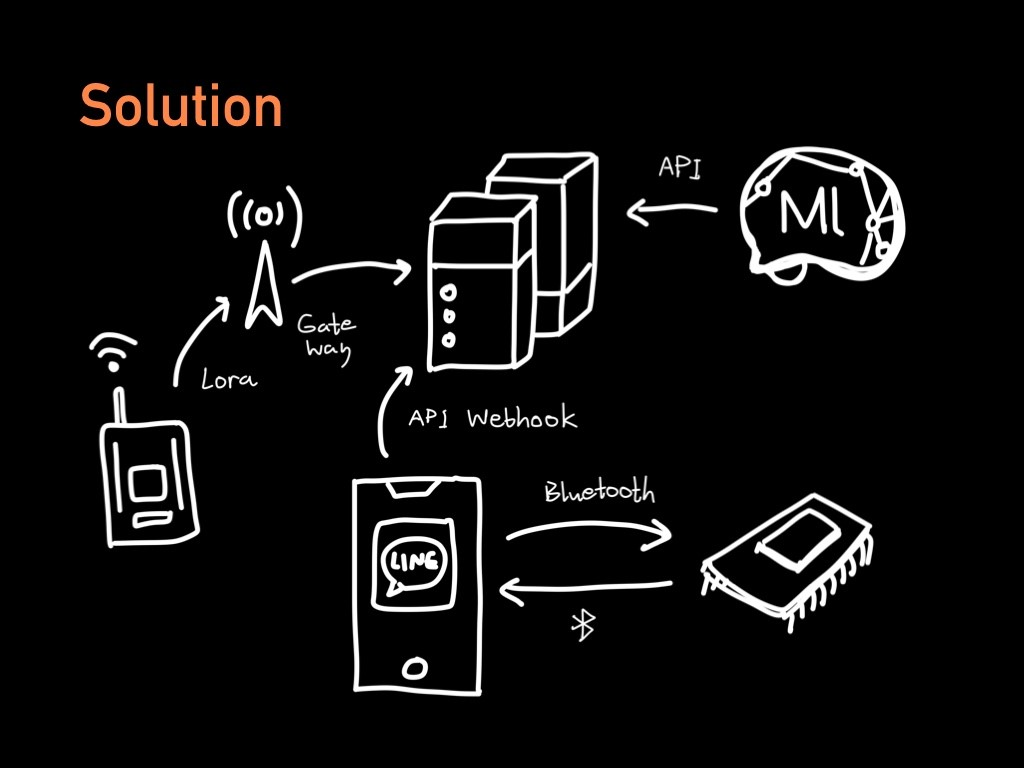 Solution
API
Ml
Gate
way
Lora
API Webhook
Bluetooth
LINE